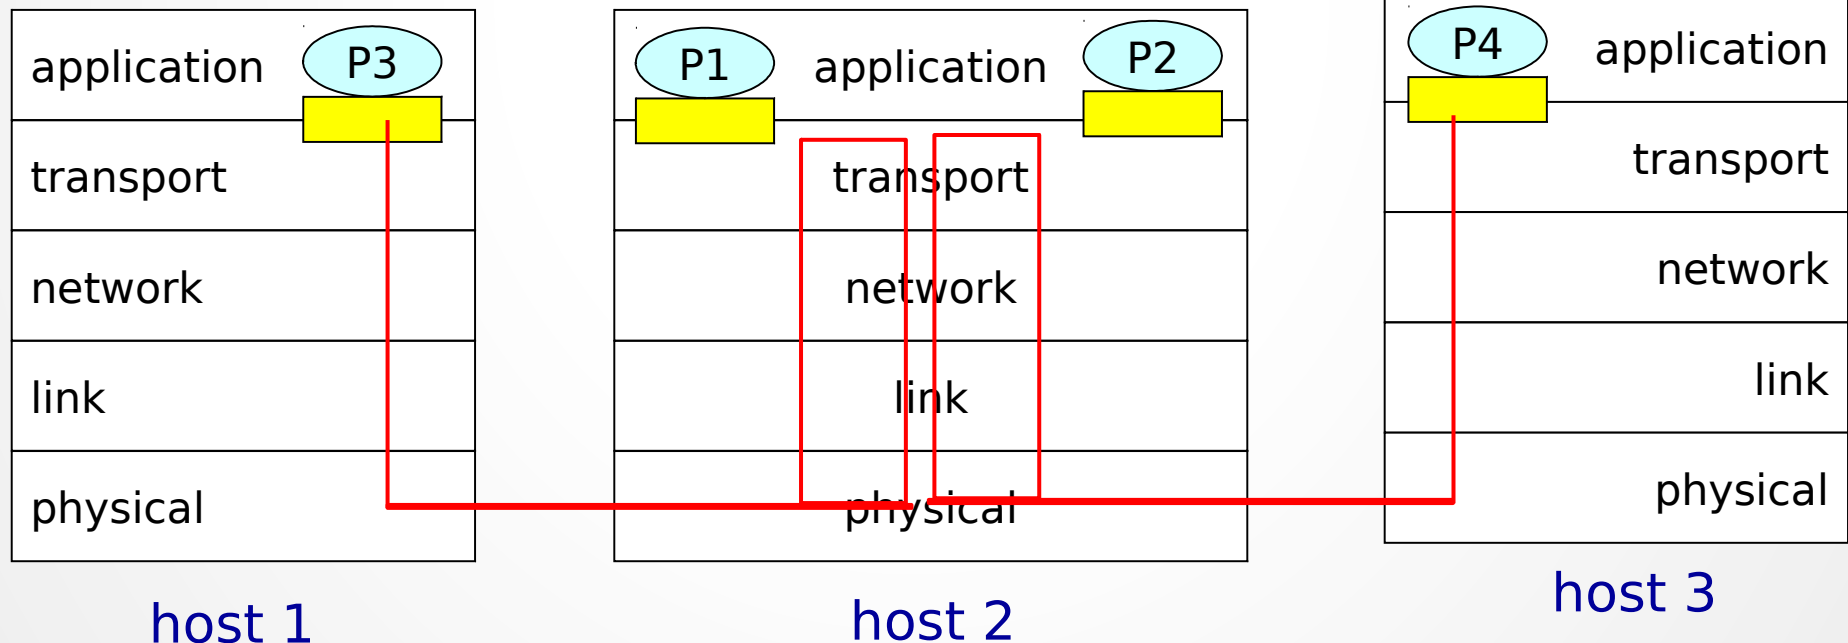 application
P3
transport
network
link
physical
host 1
P1
application
P2
transport
network
link
physical
host 2
P4
application
transport
network
link
physical
host 3